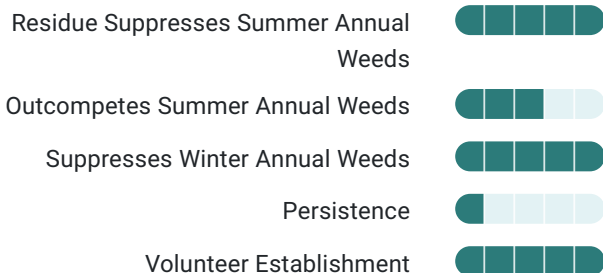 Residue Suppresses Summer Annual
Weeds
Outcompetes Summer Annual Weeds
Suppresses Winter Annual Weeds
Persistence
Volunteer Establishment